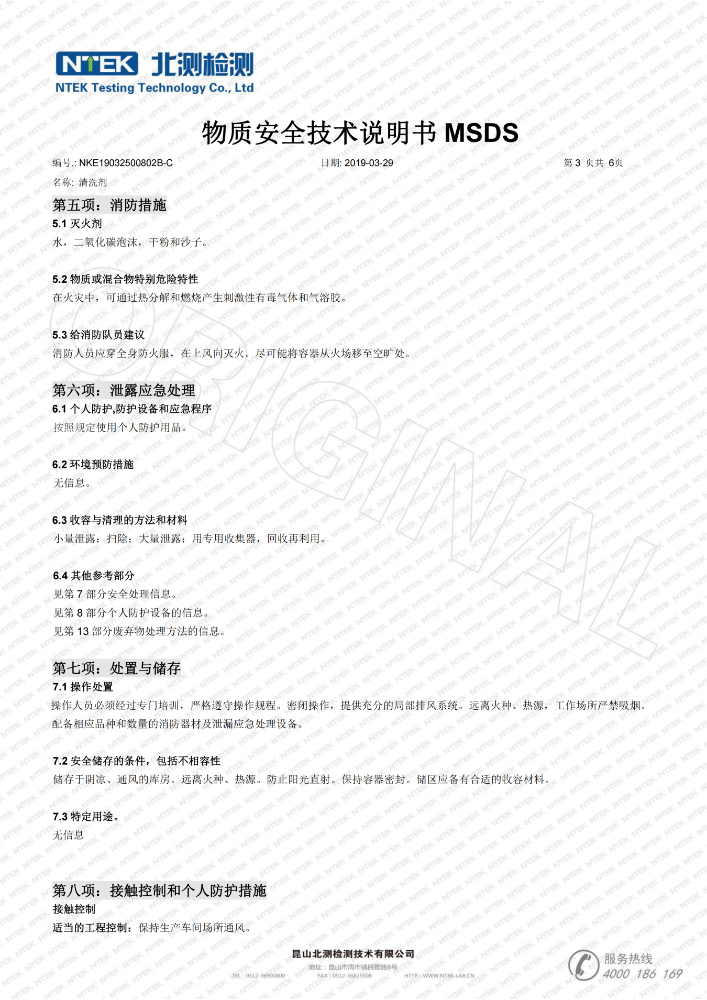 NTEK 北测检测
NTEK Testing Technology Co., Ltd
物质安全技术说明书 MSDS
编号.: NKE19032500802B-C 日期: 2019-03-29 第 3 页共 6页
名称: 清洗剂
第五项：消防措施
5.1 灭火剂
水，二氧化碳泡沫，干粉和沙子。
5.2 物质或混合物特别危险特性
在火灾中，可通过热分解和燃烧产生刺激性有毒气体和气溶胶。
5.3 给消防队员建议
消防人员应穿全身防火服，在上风向灭火。尽可能将容器从火场移至空旷处。
第六项：泄露应急处理
6.1 个人防护,防护设备和应急程序
按照规定使用个人防护用品。
6.2 环境预防措施
无信息。
6.3 收容与清理的方法和材料
小量泄露：扫除；大量泄露：用专用收集器，回收再利用。
6.4 其他参考部分
见第 7 部分安全处理信息。
见第 8 部分个人防护设备的信息。
见第 13 部分废弃物处理方法的信息。
第七项：处置与储存
7.1 操作处置
操作人员必须经过专门培训，严格遵守操作规程。密闭操作，提供充分的局部排风系统。远离火种、热源，工作场所严禁吸烟。
配备相应品种和数量的消防器材及泄漏应急处理设备。
7.2 安全储存的条件，包括不相容性
储存于阴凉、通风的库房。远离火种、热源。防止阳光直射。保持容器密封。储区应备有合适的收容材料。
7.3 特定用途。
无信息
第八项：接触控制和个人防护措施
接触控制
适当的工程控制：保持生产车间场所通风。
ORIGINAL
昆山北测检测技术有限公司
地址：昆山市周市镇民管路8号
TEL : 0512-36900800 FAX : 0512-36825508 HTTP : WWW.NTEK-LAB.CN
服务热线
4000 186 169